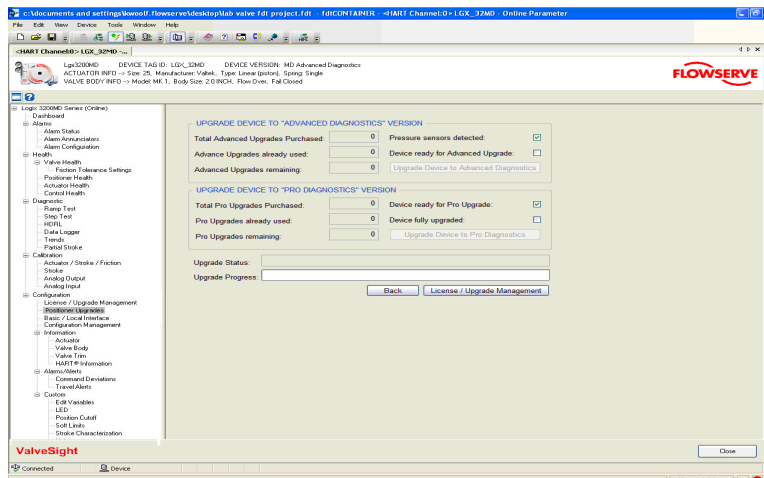 c:\documents and settings\kwolf.flowserve\desktop\lab valve fdt project.fdt - fdtCONTAINER - <HART Channel:0> LGX_32MD - Online Parameter
File Edit View Device Tools Window Help
<HART Channel:0> LGX_32MD -...
Lgx3200MD DEVICE TAG ID: LGX_32MD DEVICE VERSION: MD Advanced Diagnostics
ACTUATOR INFO --> Size: 25, Manufacturer: Valtek, Type: Linear (piston), Spring: Single
VALVE BODY INFO --> Model: MK 1, Body Size: 2.0 INCH, Flow Over, Fail Closed
FLOWSERVE
Logix 3200MD Series (Online)
Dashboard
Alarms
Alarm Status
Alarm Annunciators
Alarm Configuration
Health
Valve Health
Friction Tolerance Settings
Positioner Health
Actuator Health
Control Health
Diagnostic
Ramp Test
Step Test
HDRL
Data Logger
Trends
Partial Stroke
Calibration
Actuator / Stroke / Friction
Stroke
Analog Output
Analog Input
Configuration
License / Upgrade Management
Positioner Upgrades
Basic / Local Interface
Configuration Management
Information
Actuator
Valve Body
Valve Trim
HART® Information
Alarms/Alerts
Command Deviations
Travel Alerts
Custom
Edit Variables
LED
Position Cutoff
Soft Limits
Stroke Characterization
UPGRADE DEVICE TO "ADVANCED DIAGNOSTICS" VERSION
Total Advanced Upgrades Purchased: 0 Pressure sensors detected:
Advance Upgrades already used: 0 Device ready for Advanced Upgrade:
Advanced Upgrades remaining: 0 Upgrade Device to Advanced Diagnostics
UPGRADE DEVICE TO "PRO DIAGNOSTICS" VERSION
Total Pro Upgrades Purchased: 0 Device ready for Pro Upgrade:
Pro Upgrades already used: 0 Device fully upgraded:
Pro Upgrades remaining: 0 Upgrade Device to Pro Diagnostics
Upgrade Status:
Upgrade Progress:
Back License / Upgrade Management
ValveSight
Close
Connected Device